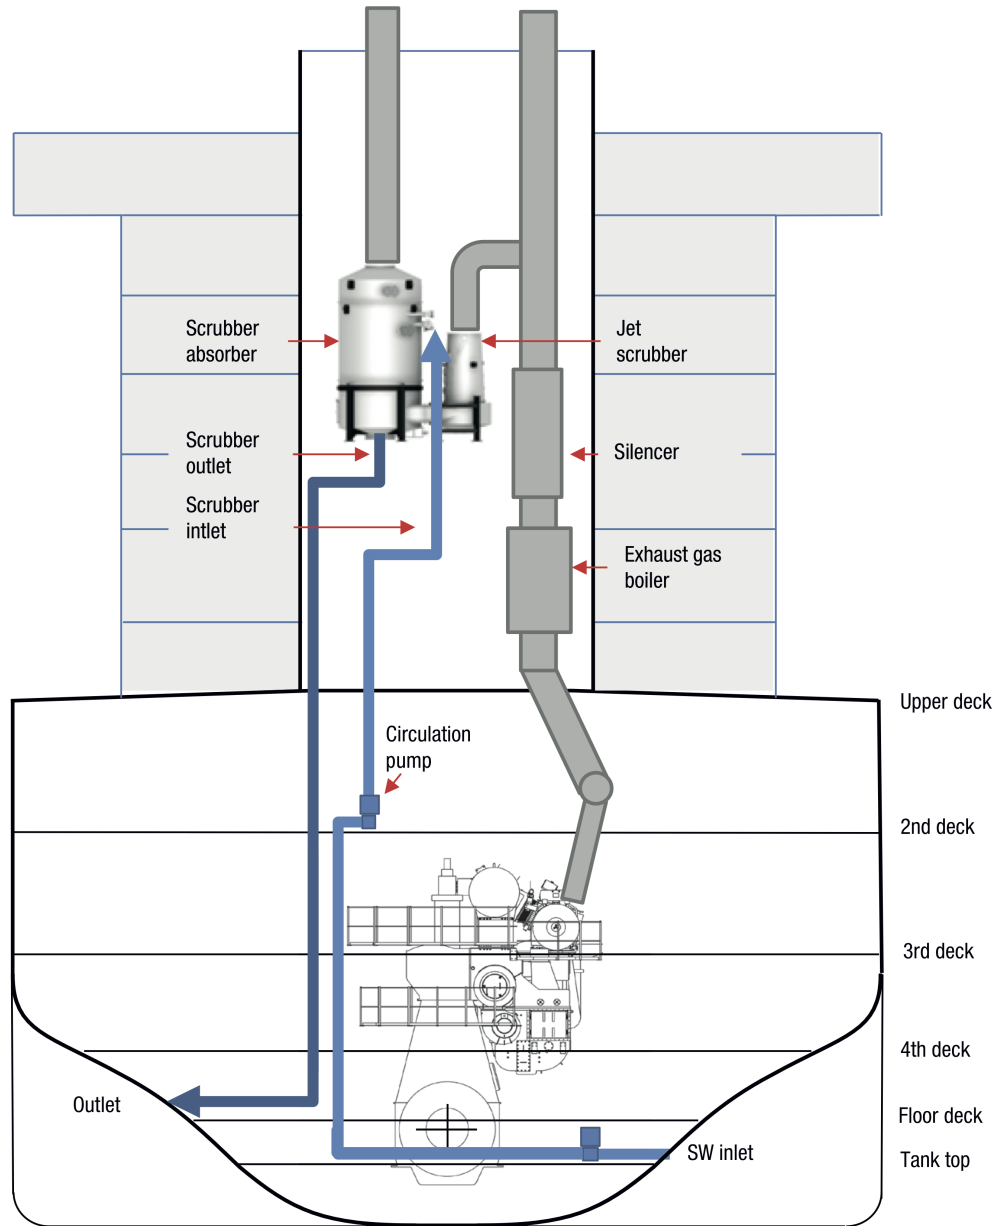 Scrubber
absorber
Jet
scrubber
Scrubber
outlet
Silencer
Scrubber
intlet
Exhaust gas
boiler
Upper deck
Circulation
pump
2nd deck
3rd deck
4th deck
Outlet
Floor deck
SW inlet
Tank top